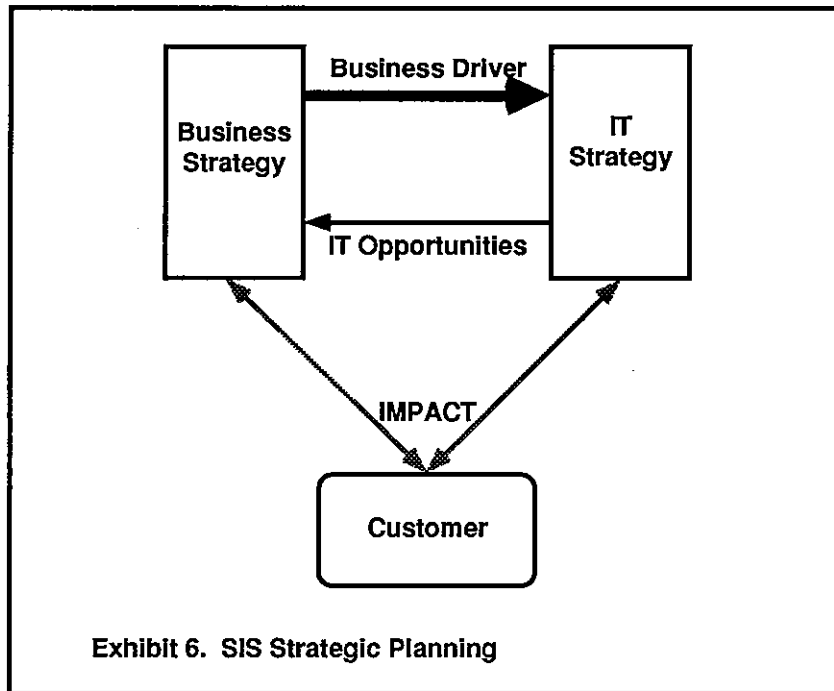 Business Driver
Business
Strategy
IT
Strategy
IT Opportunities
IMPACT
Customer
Exhibit 6. SIS Strategic Planning